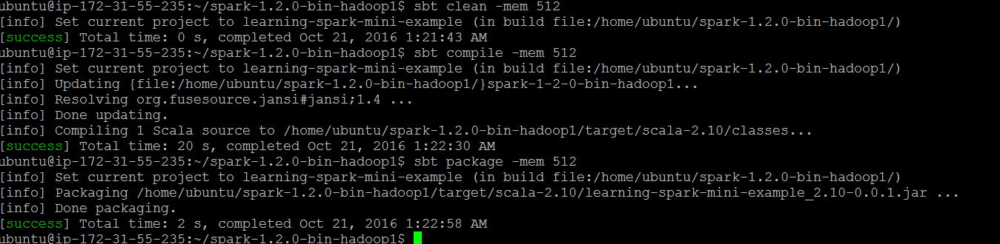 ubuntu@ip-172-31-55-235:~/spark-1.2.0-bin-hadoop1$ sbt clean -mem 512
[info] Set current project to learning-spark-mini-example (in build file:/home/ubuntu/spark-1.2.0-bin-hadoop1/)
[success] Total time: 0 s, completed Oct 21, 2016 1:21:43 AM
ubuntu@ip-172-31-55-235:~/spark-1.2.0-bin-hadoop1$ sbt compile -mem 512
[info] Set current project to learning-spark-mini-example (in build file:/home/ubuntu/spark-1.2.0-bin-hadoop1/)
[info] Updating {file:/home/ubuntu/spark-1.2.0-bin-hadoop1/}spark-1-2-0-bin-hadoop1...
[info] Resolving org.fusesource.jansi#jansi;1.4 ...
[info] Done updating.
[info] Compiling 1 Scala source to /home/ubuntu/spark-1.2.0-bin-hadoop1/target/scala-2.10/classes...
[success] Total time: 20 s, completed Oct 21, 2016 1:22:30 AM
ubuntu@ip-172-31-55-235:~/spark-1.2.0-bin-hadoop1$ sbt package -mem 512
[info] Set current project to learning-spark-mini-example (in build file:/home/ubuntu/spark-1.2.0-bin-hadoop1/)
[info] Packaging /home/ubuntu/spark-1.2.0-bin-hadoop1/target/scala-2.10/learning-spark-mini-example_2.10-0.0.1.jar ...
[info] Done packaging.
[success] Total time: 2 s, completed Oct 21, 2016 1:22:58 AM
ubuntu@ip-172-31-55-235:~/spark-1.2.0-bin-hadoop1$